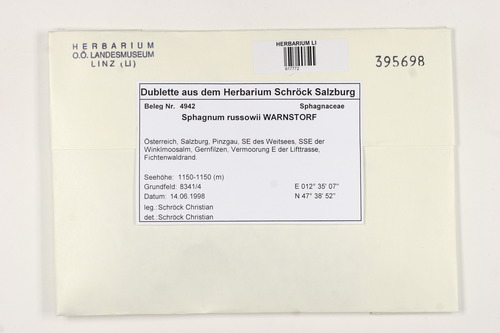 HERBARIUM
O.Ö. LANDESMUSEUM
LINZ (LI)
HERBARIUM LI
395698
Dublette aus dem Herbarium Schröck Salzburg
Beleg Nr. 4942 Sphagnaceae
Sphagnum russowii WARNSTORF
Österreich, Salzburg, Pinzgau, SE des Weitsees, SSE der
Winklmoosalm, Gernfilzen, Vermoorung E der Lifttrasse,
Fichtenwaldrand.
Seehöhe: 1150-1150 (m)
Grundfeld: 8341/4 E 012° 35' 07"
Datum: 14.06.1998 N 47° 38' 52"
leg.: Schröck Christian
det.: Schröck Christian